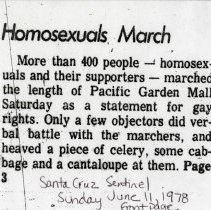 Homosexuals March
More than 400 people — homosex-
uals and their supporters — marched
the length of Pacific Garden Mall
Saturday as a statement for gay
rights. Only a few objectors did ver-
bal battle with the marchers, and
heaved a piece of celery, some cab-
bage and a cantaloupe at them. Page
3
Santa Cruz Sentinel
Sunday June 11, 1978
front page